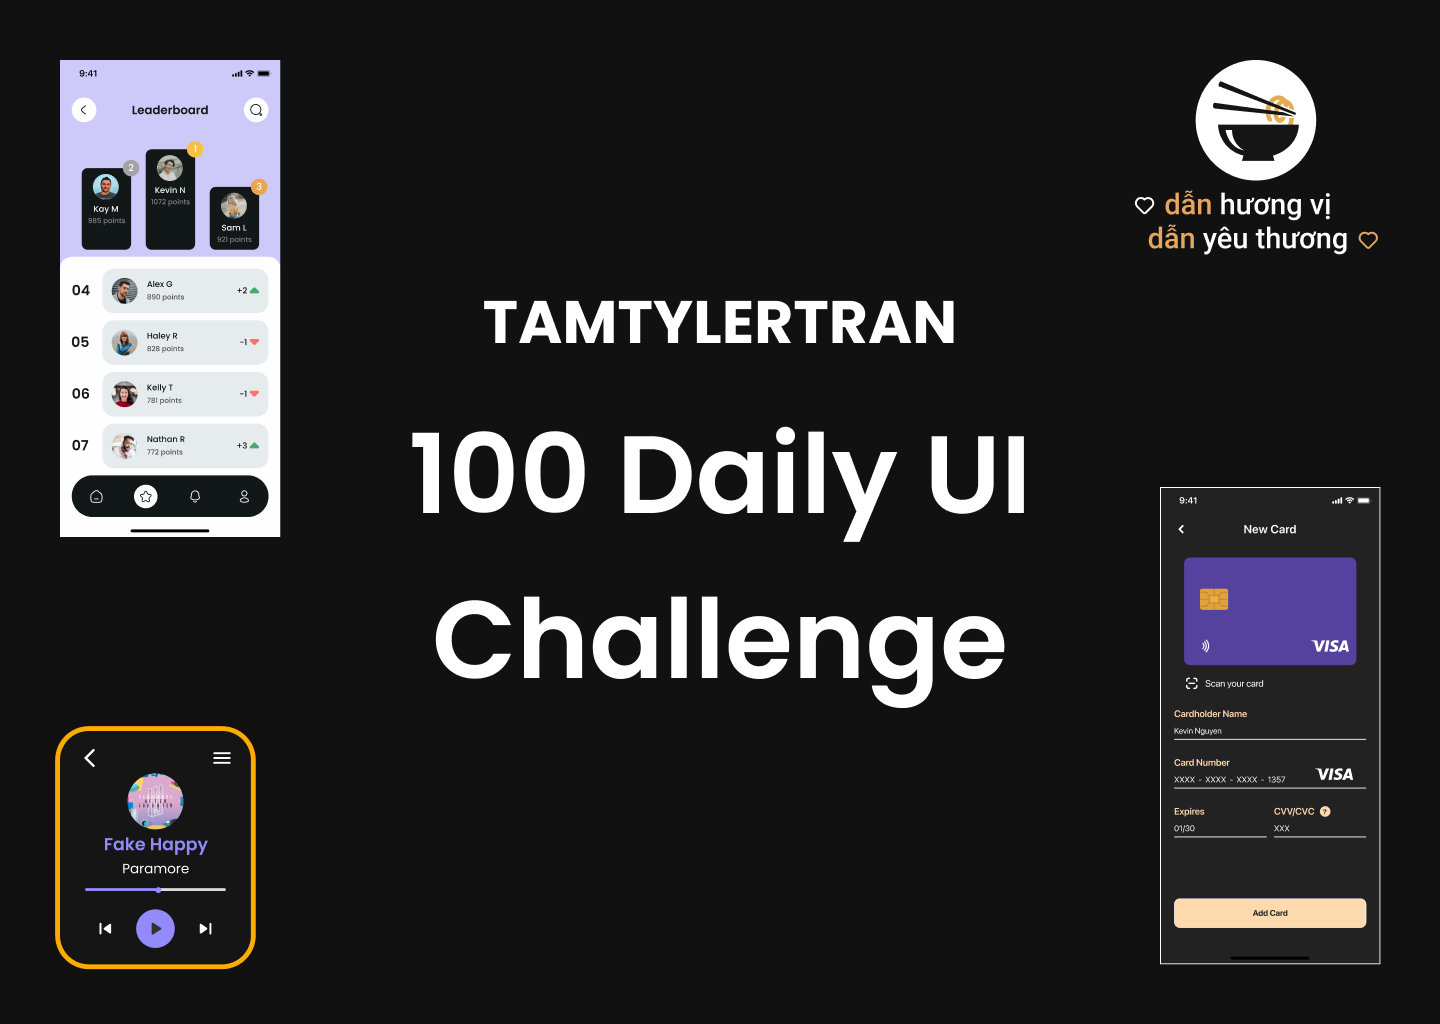 9:41
Leaderboard
1
2
3
Kevin N
1072 points
Kay M
985 points
Sam L
921 points
04
Alex G
890 points
+2
05
Haley R
828 points
-1
06
Kelly T
781 points
-1
07
Nathan R
772 points
+3
dẫn hương vị
dẫn yêu thương
TAMTYLERTRAN
100 Daily UI
Challenge
Fake Happy
Paramore
9:41
New Card
VISA
Scan your card
Cardholder Name
Kevin Nguyen
Card Number
XXXX - XXXX - XXXX - 1357
VISA
Expires
01/30
CVV/CVC ?
XXX
Add Card